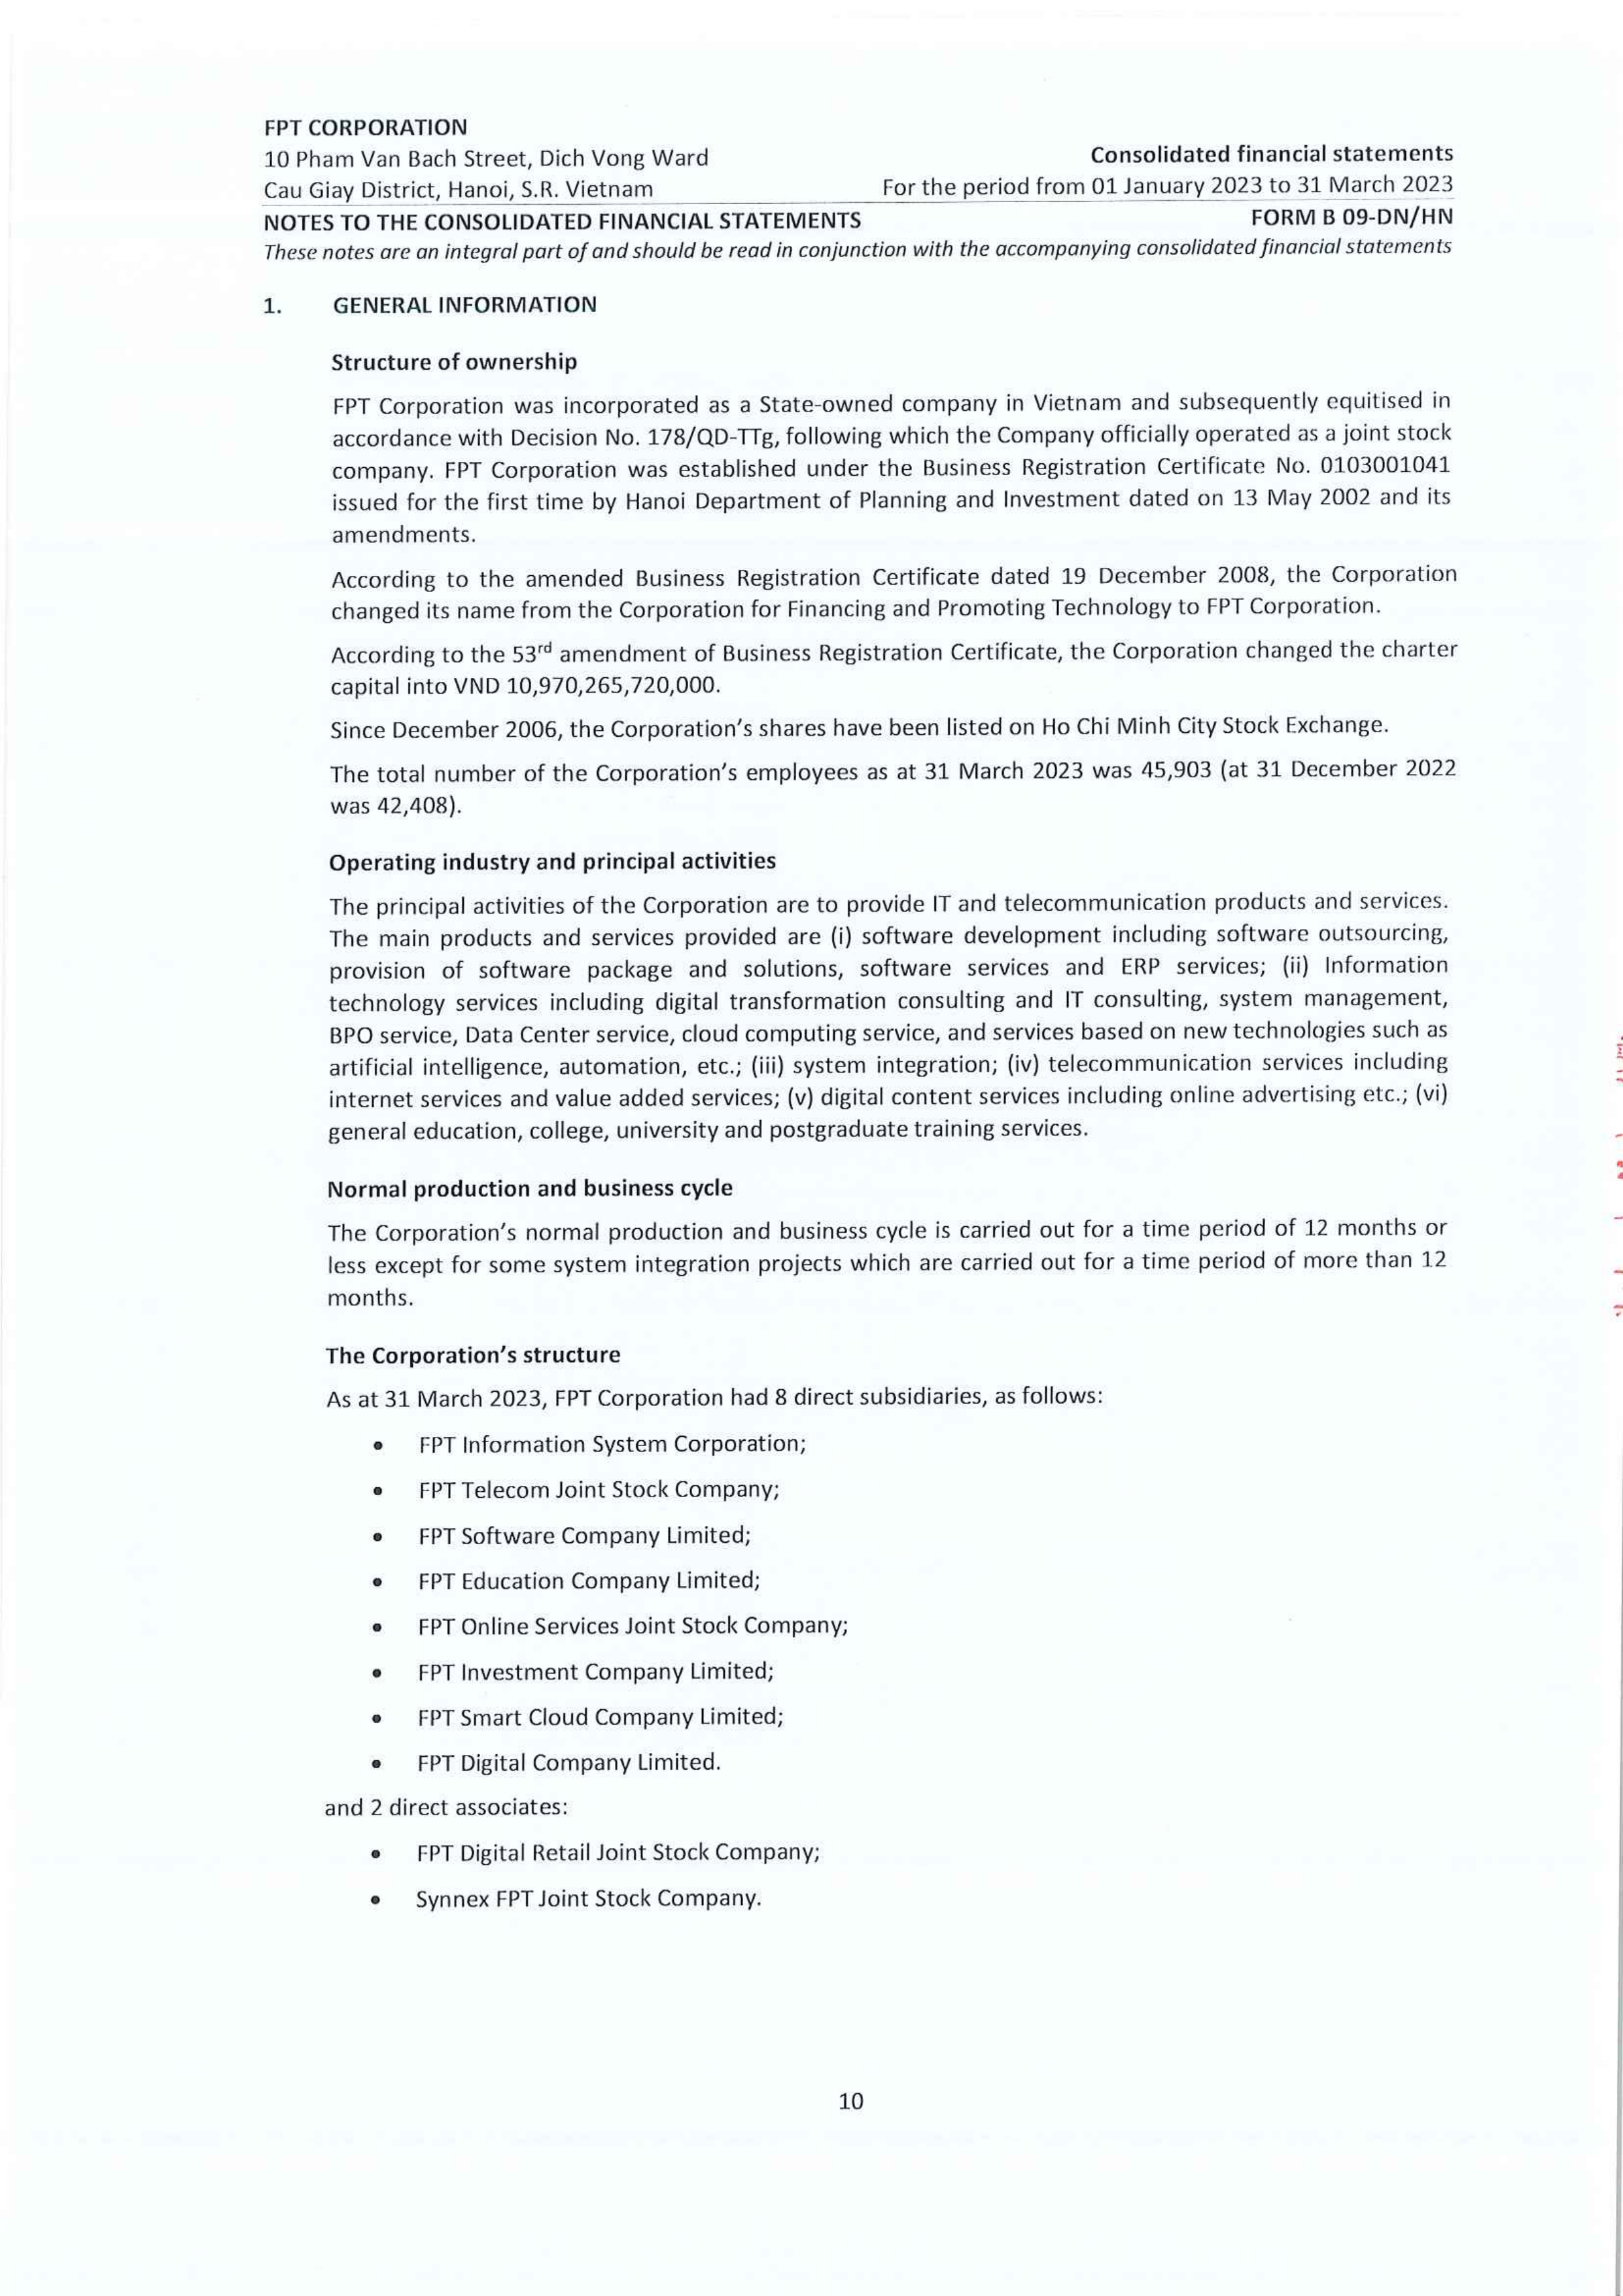 FPT CORPORATION
10 Pham Van Bach Street, Dich Vong Ward
Cau Giay District, Hanoi, S.R. Vietnam
Consolidated financial statements
For the period from 01 January 2023 to 31 March 2023
NOTES TO THE CONSOLIDATED FINANCIAL STATEMENTS
FORM B 09-DN/HN
These notes are an integral part of and should be read in conjunction with the accompanying consolidated financial statements
1. GENERAL INFORMATION
Structure of ownership
FPT Corporation was incorporated as a State-owned company in Vietnam and subsequently equitised in
accordance with Decision No. 178/QD-TTg, following which the Company officially operated as a joint stock
company. FPT Corporation was established under the Business Registration Certificate No. 0103001041
issued for the first time by Hanoi Department of Planning and Investment dated on 13 May 2002 and its
amendments.
According to the amended Business Registration Certificate dated 19 December 2008, the Corporation
changed its name from the Corporation for Financing and Promoting Technology to FPT Corporation.
According to the 53rd amendment of Business Registration Certificate, the Corporation changed the charter
capital into VND 10,970,265,720,000.
Since December 2006, the Corporation's shares have been listed on Ho Chi Minh City Stock Exchange.
The total number of the Corporation's employees as at 31 March 2023 was 45,903 (at 31 December 2022
was 42,408).
Operating industry and principal activities
The principal activities of the Corporation are to provide IT and telecommunication products and services.
The main products and services provided are (i) software development including software outsourcing,
provision of software package and solutions, software services and ERP services; (ii) Information
technology services including digital transformation consulting and IT consulting, system management,
BPO service, Data Center service, cloud computing service, and services based on new technologies such as
artificial intelligence, automation, etc.; (iii) system integration; (iv) telecommunication services including
internet services and value added services; (v) digital content services including online advertising etc.; (vi)
general education, college, university and postgraduate training services.
Normal production and business cycle
The Corporation's normal production and business cycle is carried out for a time period of 12 months or
less except for some system integration projects which are carried out for a time period of more than 12
months.
The Corporation's structure
As at 31 March 2023, FPT Corporation had 8 direct subsidiaries, as follows:
• FPT Information System Corporation;
• FPT Telecom Joint Stock Company;
• FPT Software Company Limited;
• FPT Education Company Limited;
• FPT Online Services Joint Stock Company;
• FPT Investment Company Limited;
• FPT Smart Cloud Company Limited;
• FPT Digital Company Limited.
and 2 direct associates:
• FPT Digital Retail Joint Stock Company;
• Synnex FPT Joint Stock Company.
10